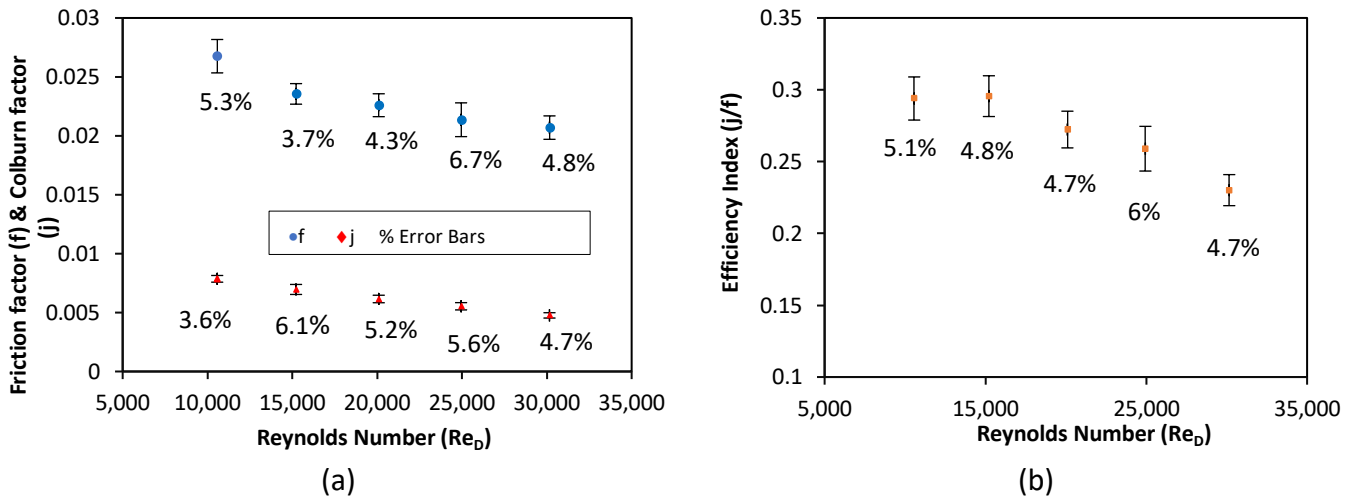 Friction factor (f) & Colburn factor
(j)
0.03
0.025
0.02
0.015
0.01
0.005
0
5.3%
3.7%
4.3%
6.7%
4.8%
f j % Error Bars
3.6%
6.1%
5.2%
5.6%
4.7%
5,000 10,000 15,000 20,000 25,000 30,000 35,000
Reynolds Number (Re_D)
(a)
Efficiency Index (j/f)
0.35
0.3
0.25
0.2
0.15
0.1
5.1%
4.8%
4.7%
6%
4.7%
5,000 15,000 25,000 35,000
Reynolds Number (Re_D)
(b)